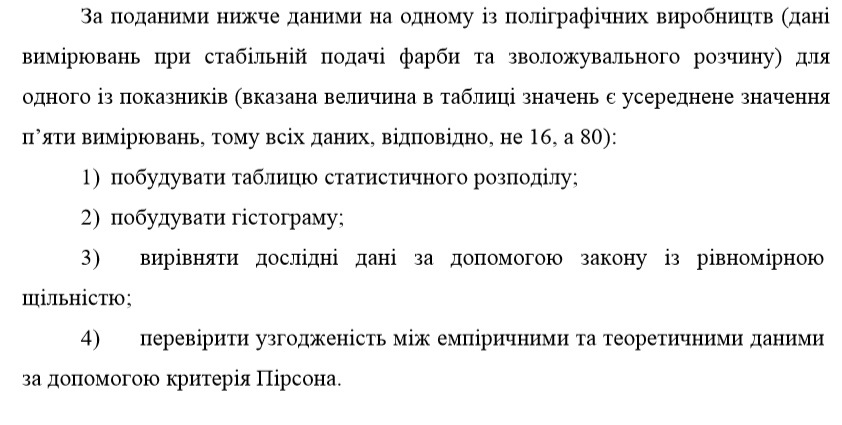 За поданими нижче даними на одному із поліграфічних виробництв (дані
вимірювань при стабільній подачі фарби та зволожувального розчину) для
одного із показників (вказана величина в таблиці значень є усереднене значення
п’яти вимірювань, тому всіх даних, відповідно, не 16, а 80):
1) побудувати таблицю статистичного розподілу;
2) побудувати гістограму;
3) вирівняти дослідні дані за допомогою закону із рівномірною
щільністю;
4) перевірити узгодженість між емпіричними та теоретичними даними
за допомогою критерія Пірсона.